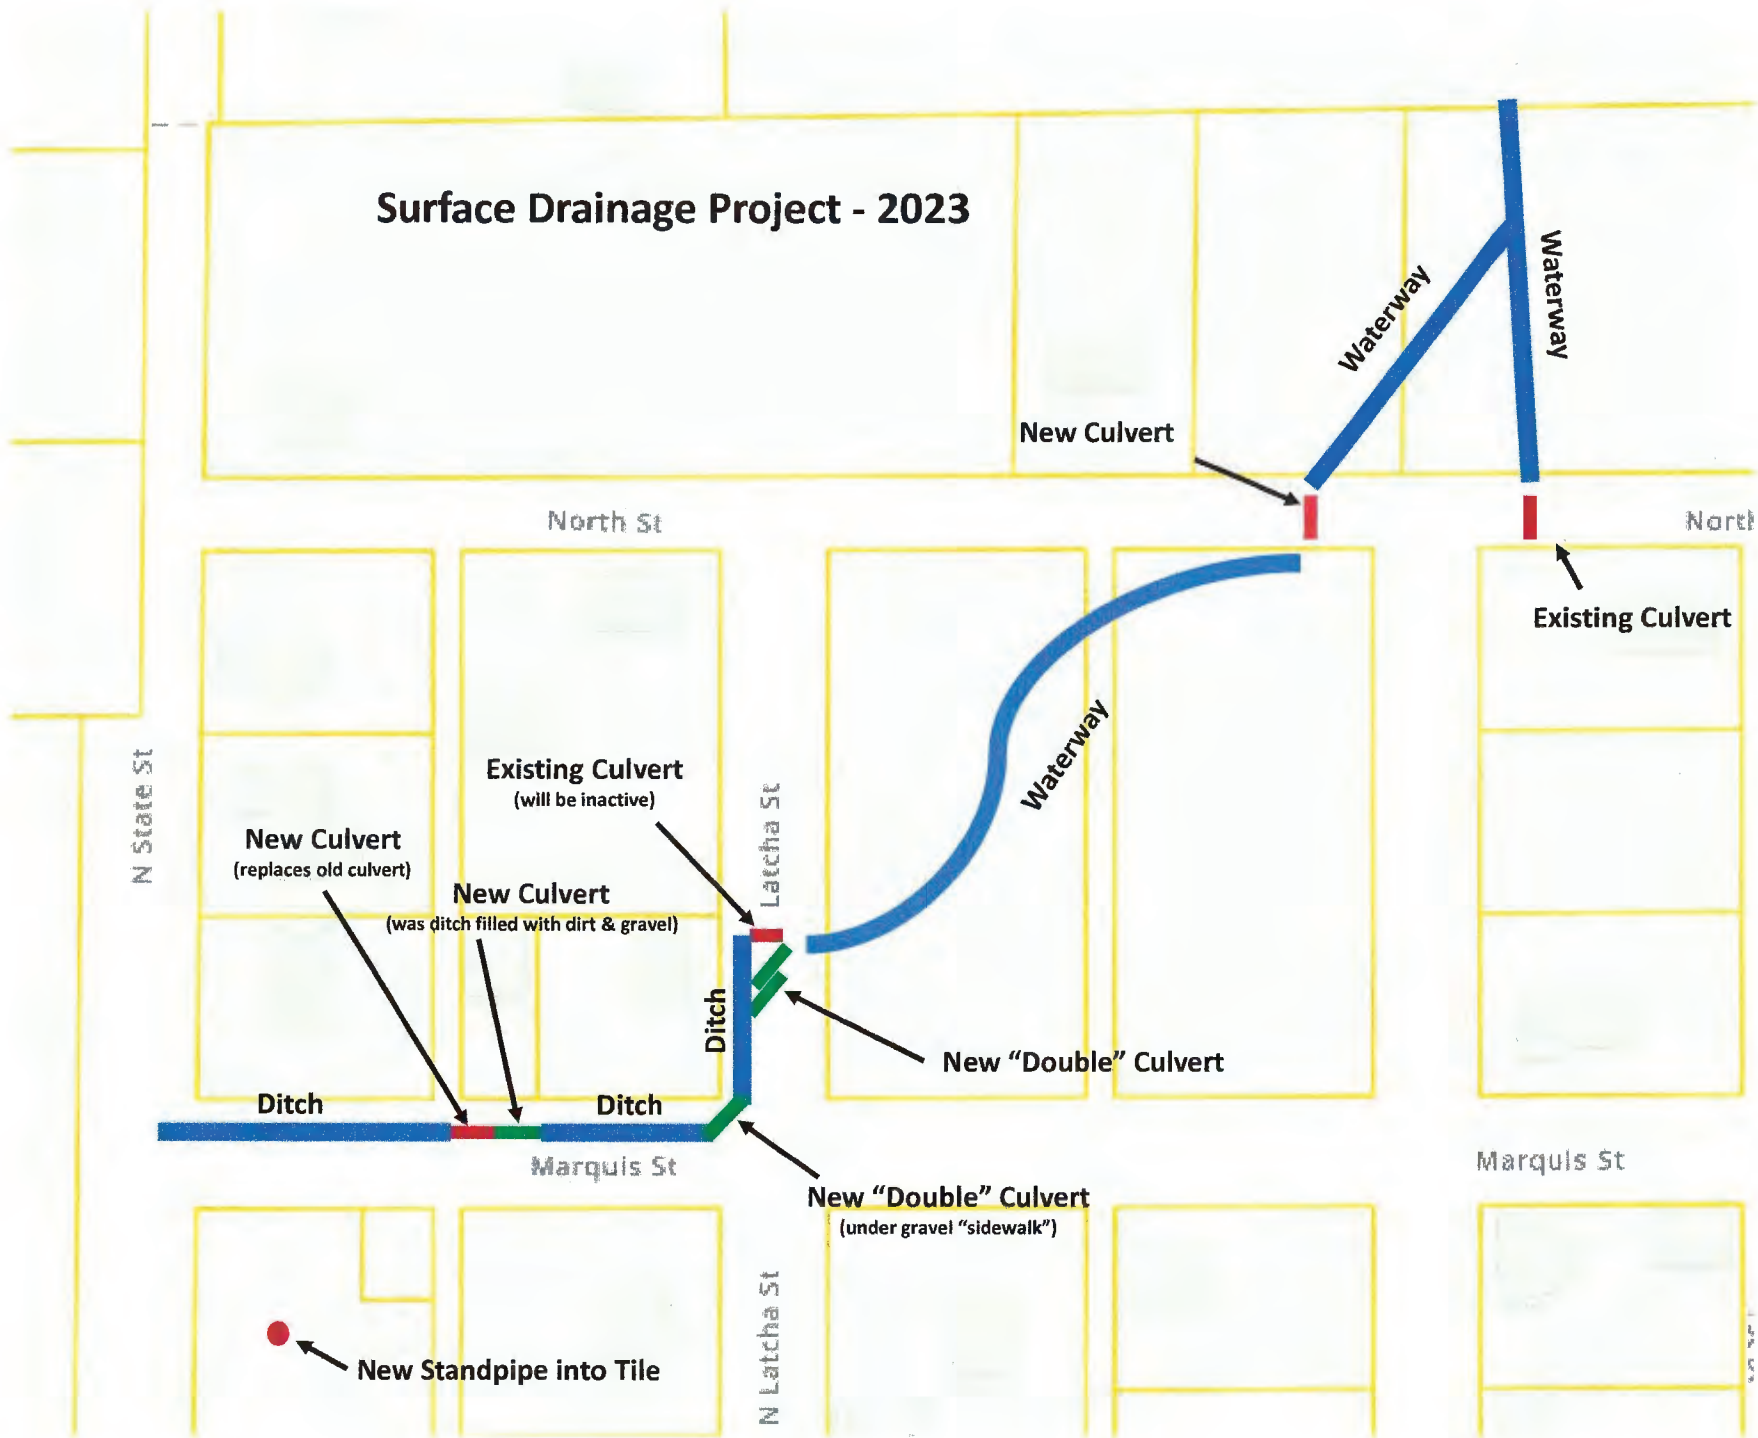 Surface Drainage Project - 2023
Waterway
Waterway
New Culvert
North St
North
Existing Culvert
Waterway
N State St
Existing Culvert
(will be inactive)
Latcha St
New Culvert
(replaces old culvert)
New Culvert
(was ditch filled with dirt & gravel)
Ditch
New “Double” Culvert
Ditch
Ditch
Marquis St
Marquis St
New “Double” Culvert
(under gravel “sidewalk”)
N Latcha St
New Standpipe into Tile